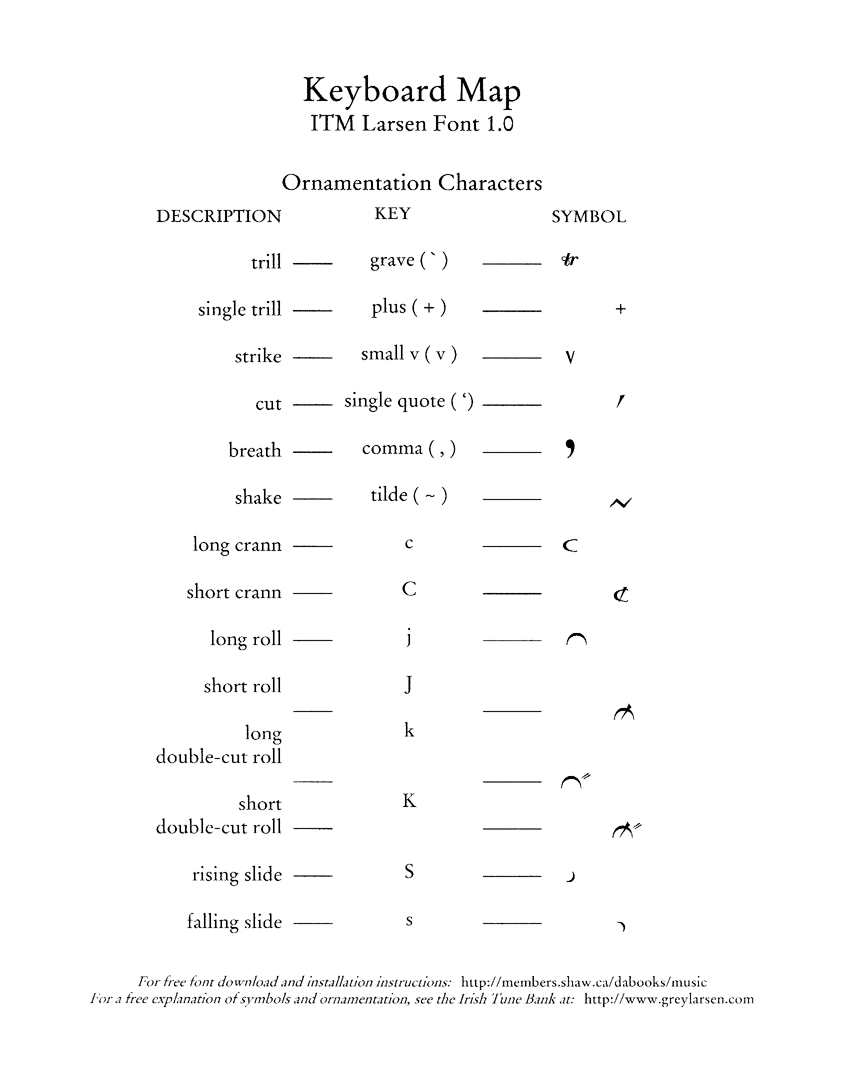 Keyboard Map
ITM Larsen Font 1.0
Ornamentation Characters
DESCRIPTION KEY SYMBOL
trill grave ( ` ) tr
single trill plus ( + ) +
strike small v ( v ) v
cut single quote ( ‘ )
breath comma ( , ) ,
shake tilde ( ~ )
long crann c c
short crann C
long roll j
short roll J
long k
double-cut roll
short K
double-cut roll
rising slide S
falling slide s
For free font download and installation instructions: http://members.shaw.ca/dabooks/music
For a free explanation of symbols and ornamentation, see the Irish Tune Bank at: http://www.greylarsen.com